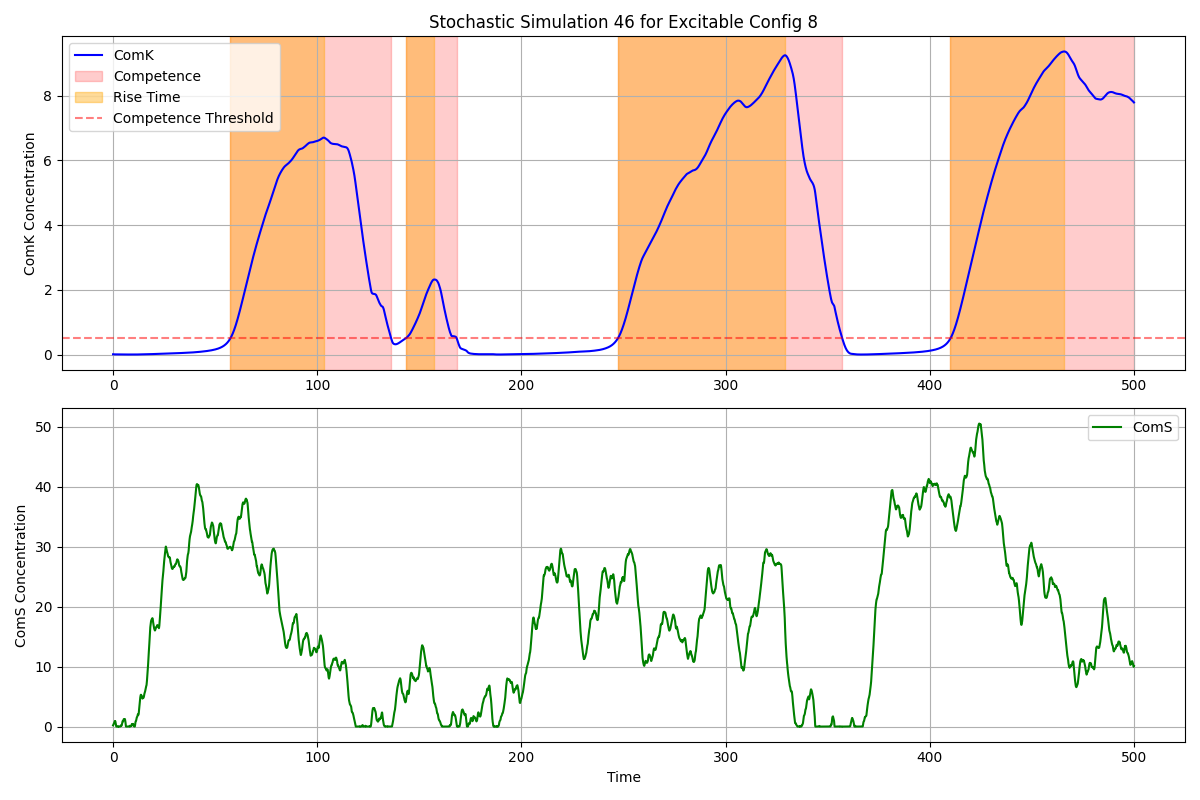 Stochastic Simulation 46 for Excitable Config 8
ComK
Competence
Rise Time
Competence Threshold
ComK Concentration
8
6
4
2
0
0 100 200 300 400 500
ComS
ComS Concentration
50
40
30
20
10
0
0 100 200 300 400 500
Time